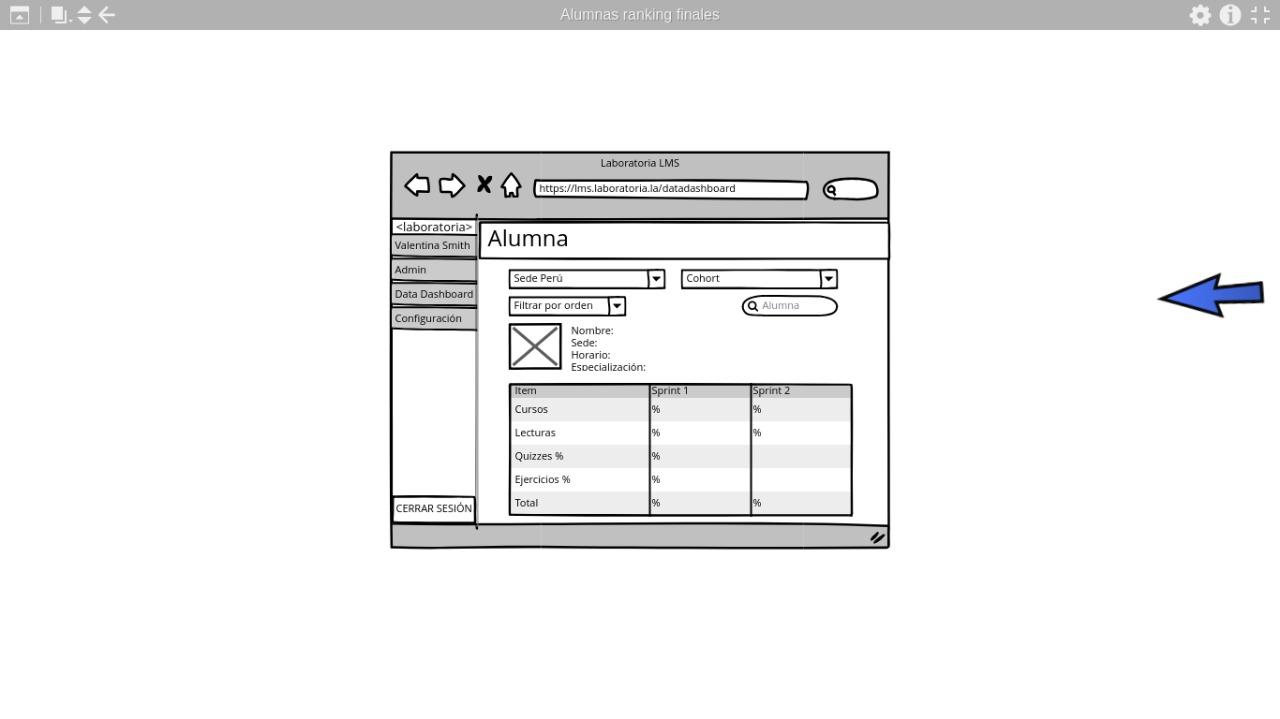 Alumnas ranking finales
Laboratoria LMS
https://lms.laboratoria.la/datadashboard
<laboratoria>
Valentina Smith
Admin
Data Dashboard
Configuración
CERRAR SESIÓN
Alumna
Sede Perú
Cohort
Filtrar por orden
Alumna
Nombre:
Sede:
Horario:
Especialización:
Item Sprint 1 Sprint 2
Cursos % %
Lecturas % %
Quizzes % %
Ejercicios % %
Total % %